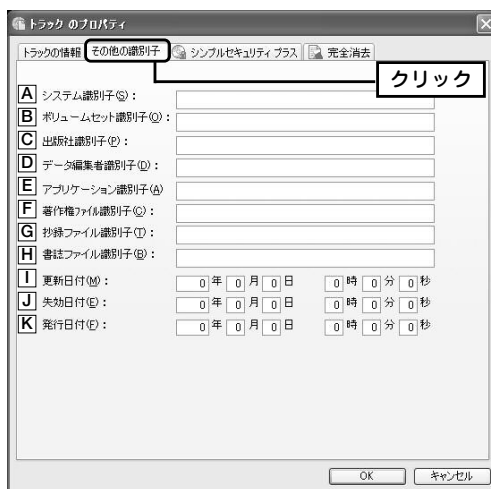 トラック のプロパティ
トラックの情報 その他の識別子 シンプルセキュリティ プラス 完全消去
クリック
A システム識別子(S):
B ボリュームセット識別子(O):
C 出版社識別子(P):
D データ編集者識別子(D):
E アプリケーション識別子(A)
F 著作権ファイル識別子(C):
G 抄録ファイル識別子(T):
H 書誌ファイル識別子(B):
I 更新日付(M): 0 年 0 月 0 日 0 時 0 分 0 秒
J 失効日付(E): 0 年 0 月 0 日 0 時 0 分 0 秒
K 発行日付(F): 0 年 0 月 0 日 0 時 0 分 0 秒
OK キャンセル